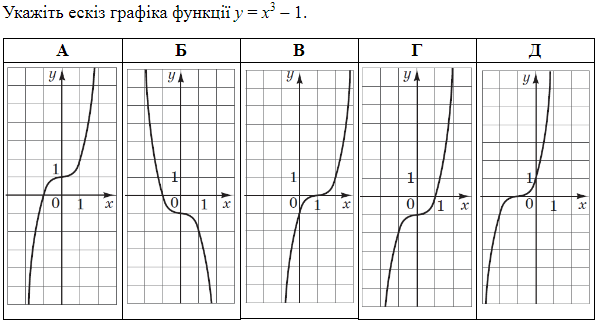 Укажіть ескіз графіка функції y = x³ – 1.
А Б В Г Д
y y y y y
1 1 1 1 1
0 1 x 0 1 x 0 1 x 0 1 x 0 1 x